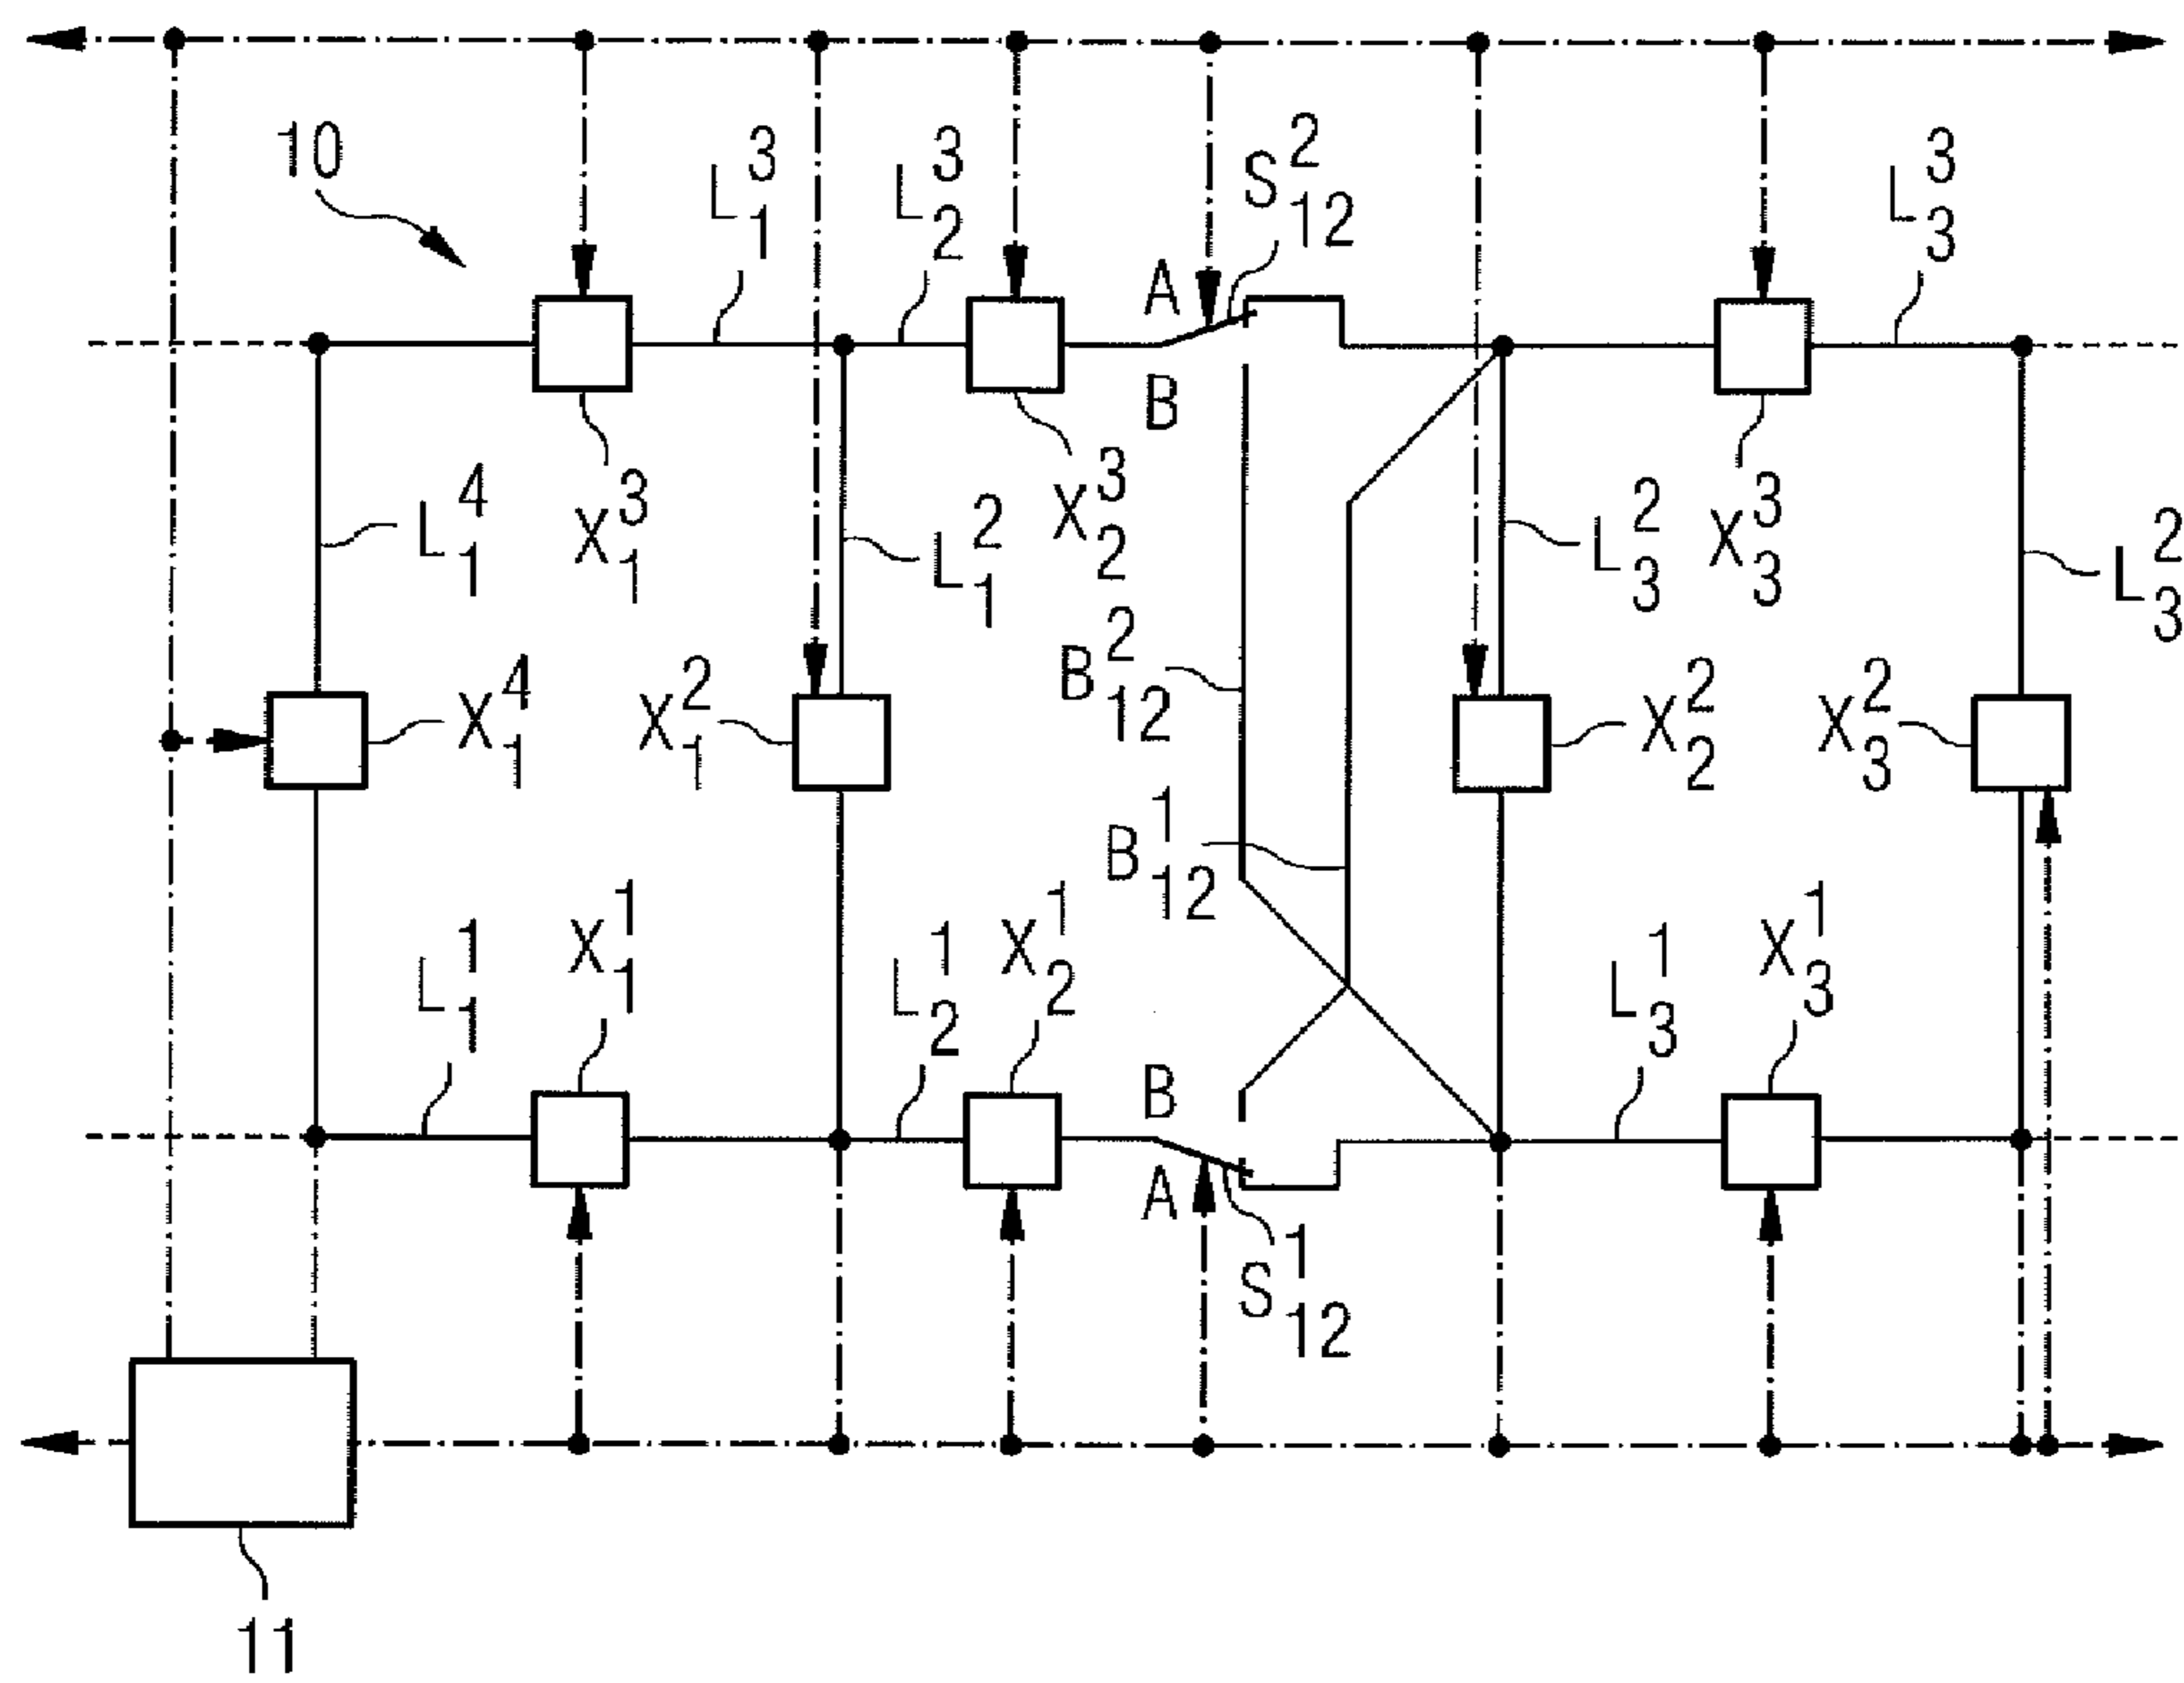 10
L₁³
L₂³
S₁₂²
L₃³
A
B
L₁⁴
X₁³
L₁²
X₂³
L₃²
X₃³
L₃²
X₁⁴
X₁²
B₁₂²
X₂²
X₃²
B₁₂¹
L₁¹
X₁¹
L₂¹
X₂¹
L₃¹
X₃¹
B
A
S₁₂¹
11